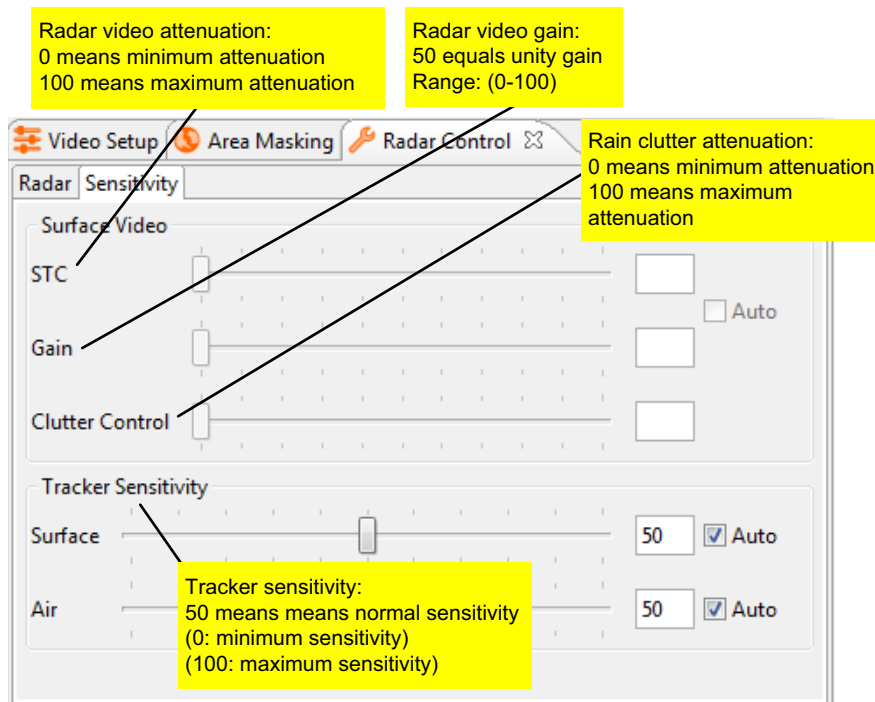 Radar video attenuation:
0 means minimum attenuation
100 means maximum attenuation
Radar video gain:
50 equals unity gain
Range: (0-100)
Video Setup
Area Masking
Radar Control
Rain clutter attenuation:
0 means minimum attenuation
100 means maximum
attenuation
Radar
Sensitivity
Surface Video
STC
Auto
Gain
Clutter Control
Tracker Sensitivity
Surface
50
Auto
Tracker sensitivity:
50 means means normal sensitivity
(0: minimum sensitivity)
(100: maximum sensitivity)
Air
50
Auto